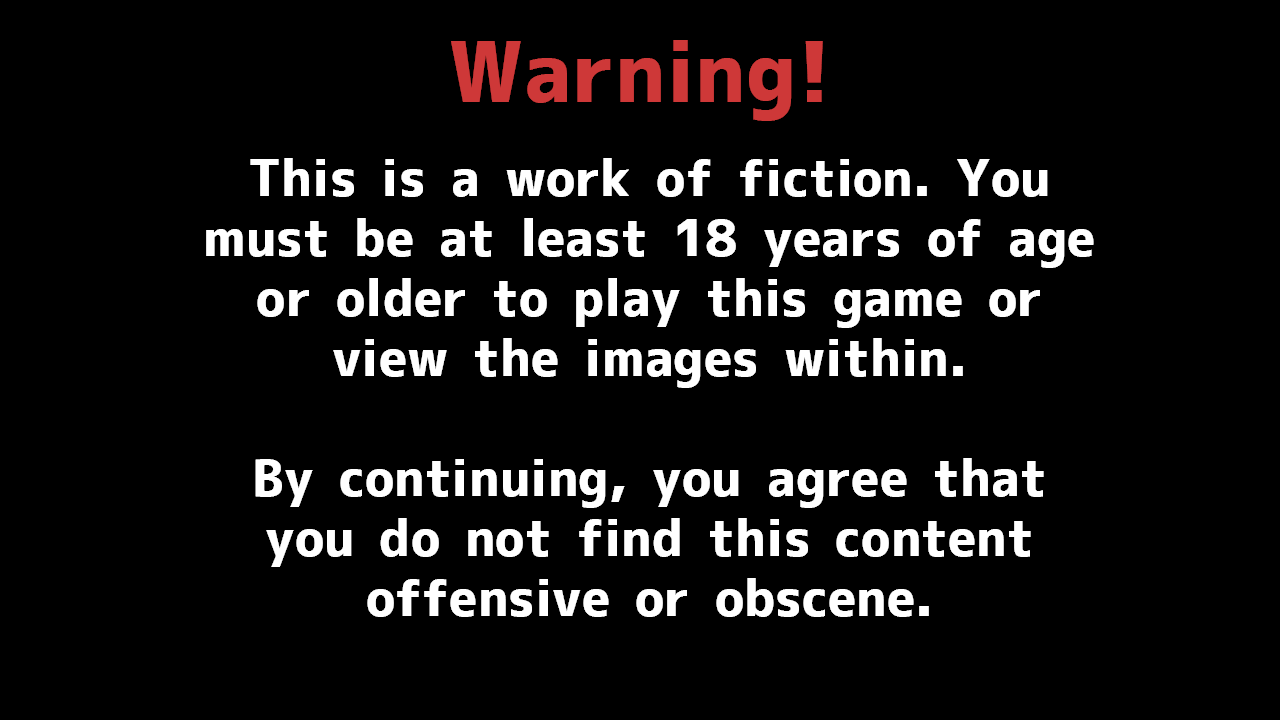 Warning!
This is a work of fiction. You
must be at least 18 years of age
or older to play this game or
view the images within.
By continuing, you agree that
you do not find this content
offensive or obscene.